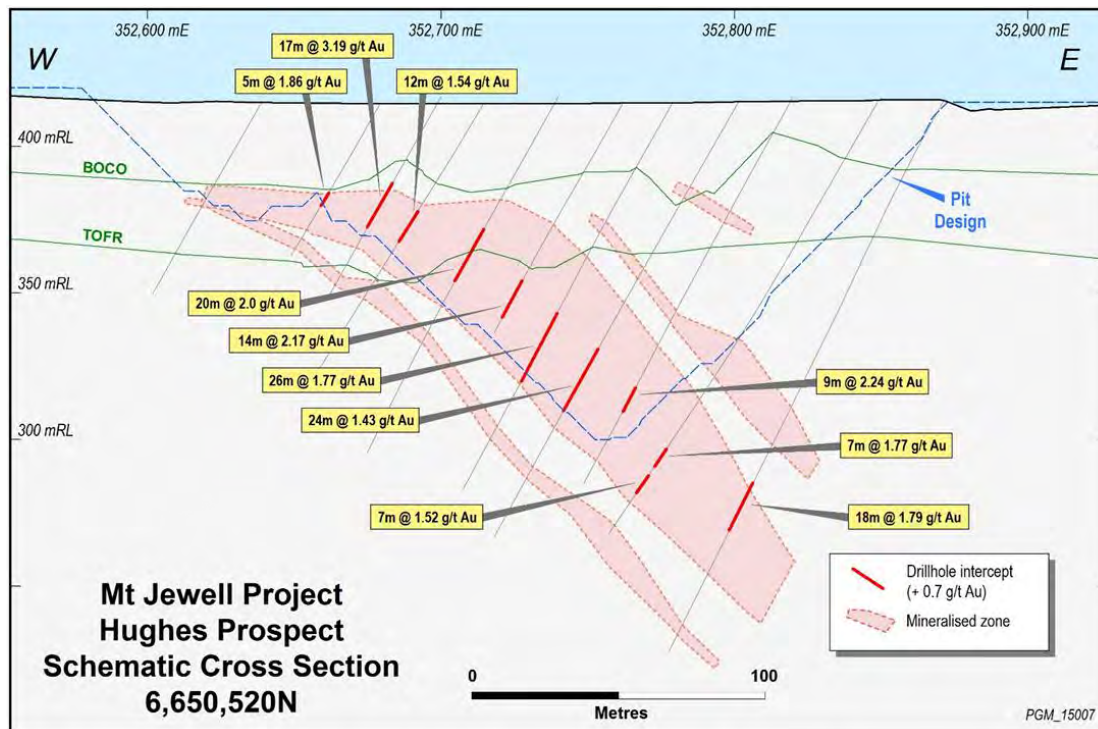 352,600 mE
352,700 mE
352,800 mE
352,900 mE
W
E
17m @ 3.19 g/t Au
5m @ 1.86 g/t Au
12m @ 1.54 g/t Au
400 mRL
BOCO
Pit
Design
TOFR
350 mRL
20m @ 2.0 g/t Au
14m @ 2.17 g/t Au
26m @ 1.77 g/t Au
9m @ 2.24 g/t Au
24m @ 1.43 g/t Au
300 mRL
7m @ 1.77 g/t Au
7m @ 1.52 g/t Au
18m @ 1.79 g/t Au
Drillhole intercept
(+ 0.7 g/t Au)
Mineralised zone
Mt Jewell Project
Hughes Prospect
Schematic Cross Section
6,650,520N
0
100
Metres
PGM_15007